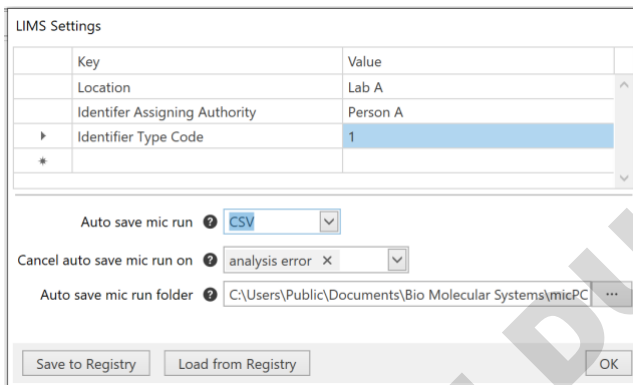 LIMS Settings
Key Value
Location Lab A
Identifer Assigning Authority Person A
Identifier Type Code 1
Auto save mic run ? CSV
Cancel auto save mic run on ? analysis error ×
Auto save mic run folder ? C:\Users\Public\Documents\Bio Molecular Systems\micPC ...
Save to Registry Load from Registry OK